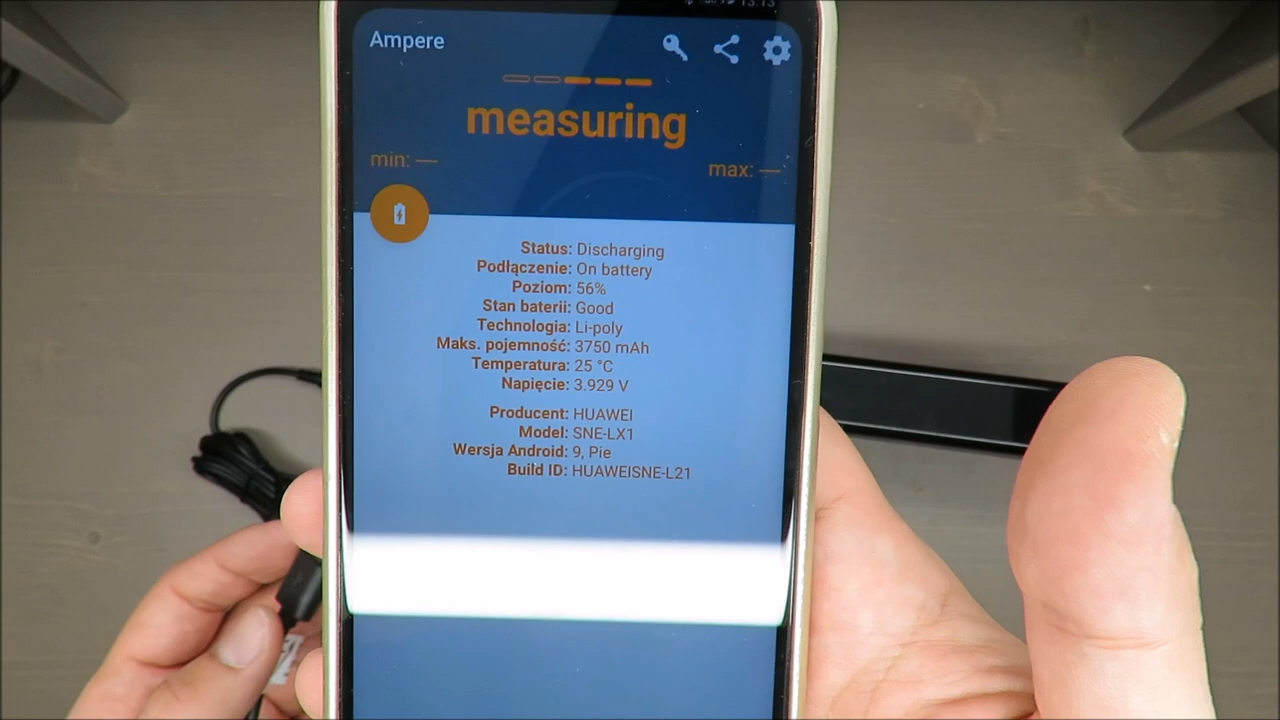 13:13
Ampere
measuring
min: —
max: —
Status: Discharging
Podłączenie: On battery
Poziom: 56%
Stan baterii: Good
Technologia: Li-poly
Maks. pojemność: 3750 mAh
Temperatura: 25 °C
Napięcie: 3.929 V
Producent: HUAWEI
Model: SNE-LX1
Wersja Android: 9, Pie
Build ID: HUAWEISNE-L21